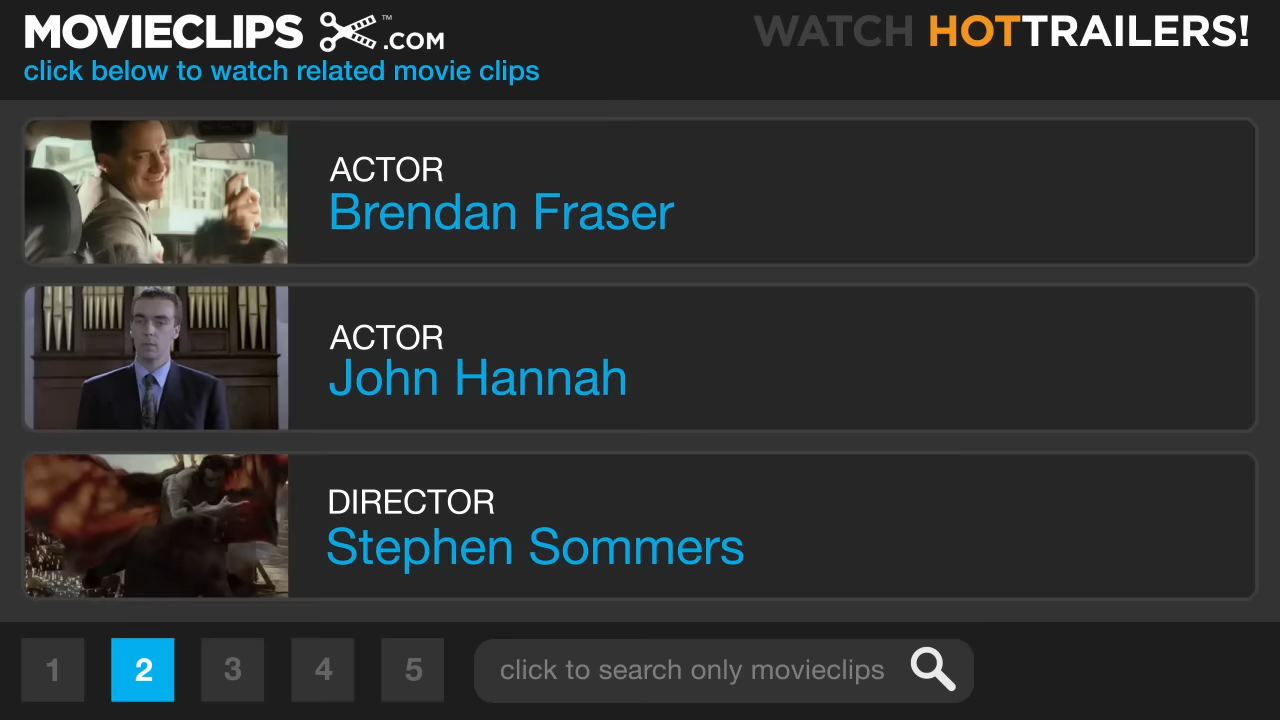 MOVIECLIPS ™ .COM
WATCH HOTTRAILERS!
click below to watch related movie clips
ACTOR
Brendan Fraser
ACTOR
John Hannah
DIRECTOR
Stephen Sommers
1 2 3 4 5 click to search only movieclips